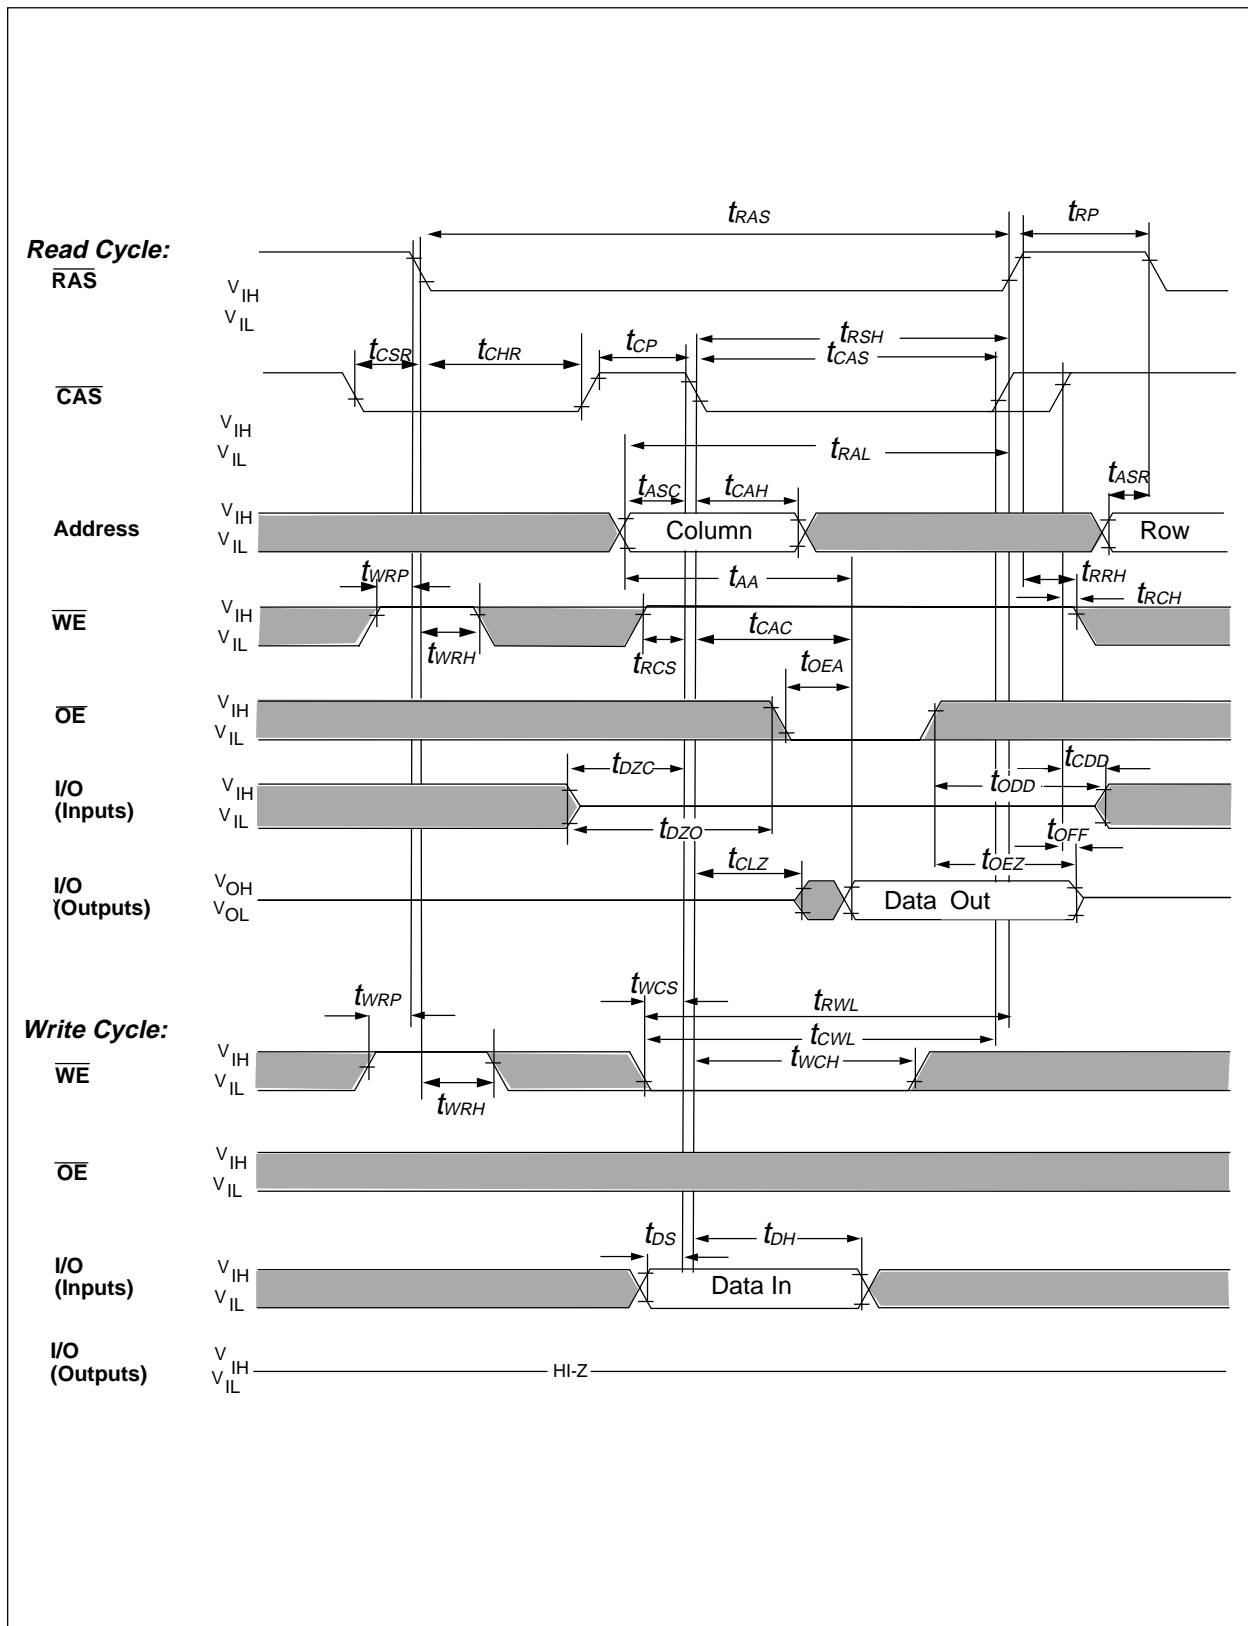 tRAS
tRP
Read Cycle:
RAS
VIH
VIL
tCSR
tCHR
tCP
tRSH
tCAS
CAS
VIH
VIL
tRAL
tASC
tCAH
tASR
Address
VIH
VIL
Column
Row
tWRP
tAA
tRRH
tRCH
WE
VIH
VIL
tWRH
tRCS
tCAC
tOEA
OE
VIH
VIL
tDZC
tCDD
tODD
I/O
(Inputs)
VIH
VIL
tDZO
tOFF
tCLZ
tOEZ
I/O
(Outputs)
VOH
VOL
Data Out
tWCS
tWRP
tRWL
Write Cycle:
tCWL
tWCH
WE
VIH
VIL
tWRH
OE
VIH
VIL
tDS
tDH
I/O
(Inputs)
VIH
VIL
Data In
I/O
(Outputs)
VIH
VIL
HI-Z